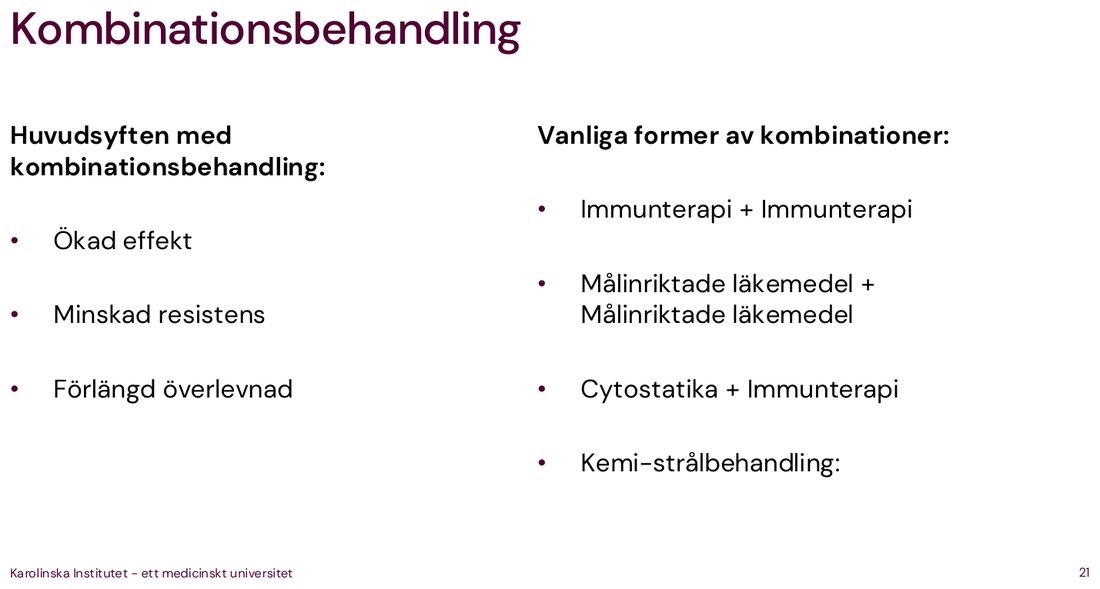 Kombinationsbehandling
Huvudsyften med
kombinationsbehandling:
• Ökad effekt
• Minskad resistens
• Förlängd överlevnad
Vanliga former av kombinationer:
• Immunterapi + Immunterapi
• Målinriktade läkemedel +
Målinriktade läkemedel
• Cytostatika + Immunterapi
• Kemi-strålbehandling:
Karolinska Institutet - ett medicinskt universitet
21